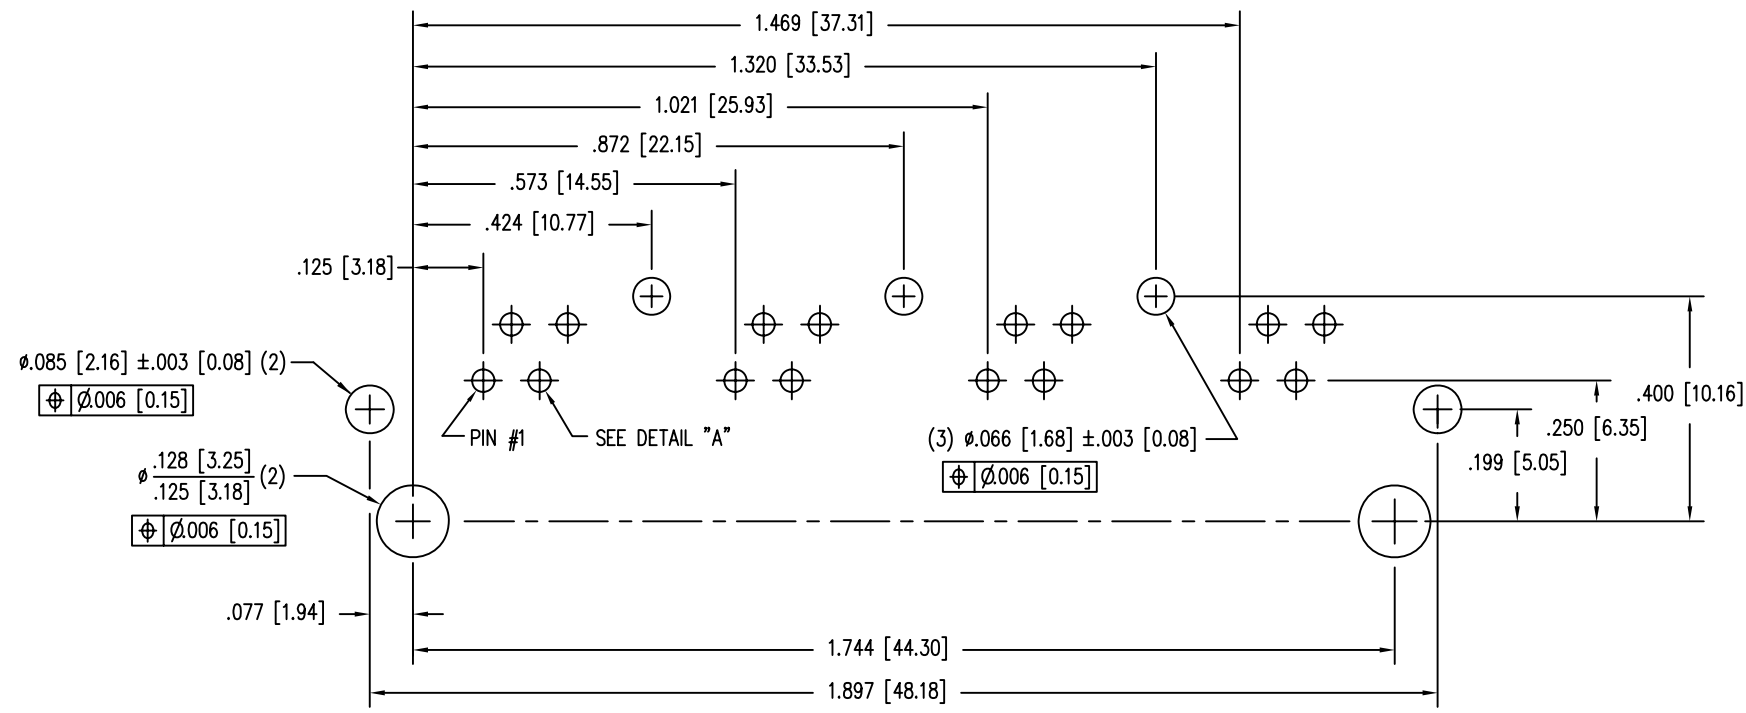 1.469 [37.31]
1.320 [33.53]
1.021 [25.93]
.872 [22.15]
.573 [14.55]
.424 [10.77]
.125 [3.18]
ø.085 [2.16] ±.003 [0.08] (2)
⌖ Ø.006 [0.15]
.400 [10.16]
.250 [6.35]
PIN #1
SEE DETAIL "A"
(3) ø.066 [1.68] ±.003 [0.08]
⌖ Ø.006 [0.15]
.199 [5.05]
ø .128 [3.25] (2)
.125 [3.18]
⌖ Ø.006 [0.15]
.077 [1.94]
1.744 [44.30]
1.897 [48.18]